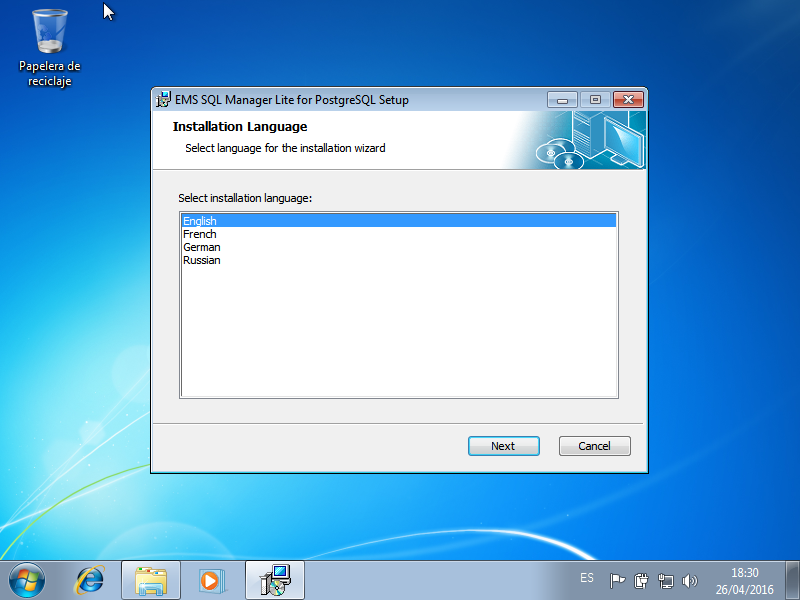 Papelera de
reciclaje
EMS SQL Manager Lite for PostgreSQL Setup
Installation Language
Select language for the installation wizard
Select installation language:
English
French
German
Russian
Next
Cancel
ES
18:30
26/04/2016